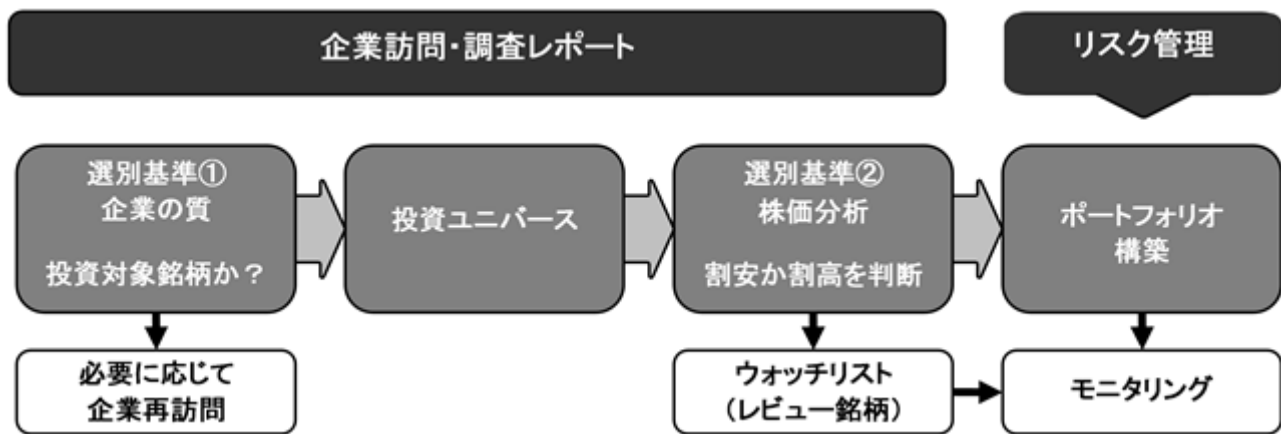 企業訪問・調査レポート
リスク管理
選別基準①
企業の質
投資対象銘柄か？
投資ユニバース
選別基準②
株価分析
割安か割高を判断
ポートフォリオ
構築
必要に応じて
企業再訪問
ウォッチリスト
（レビュー銘柄）
モニタリング